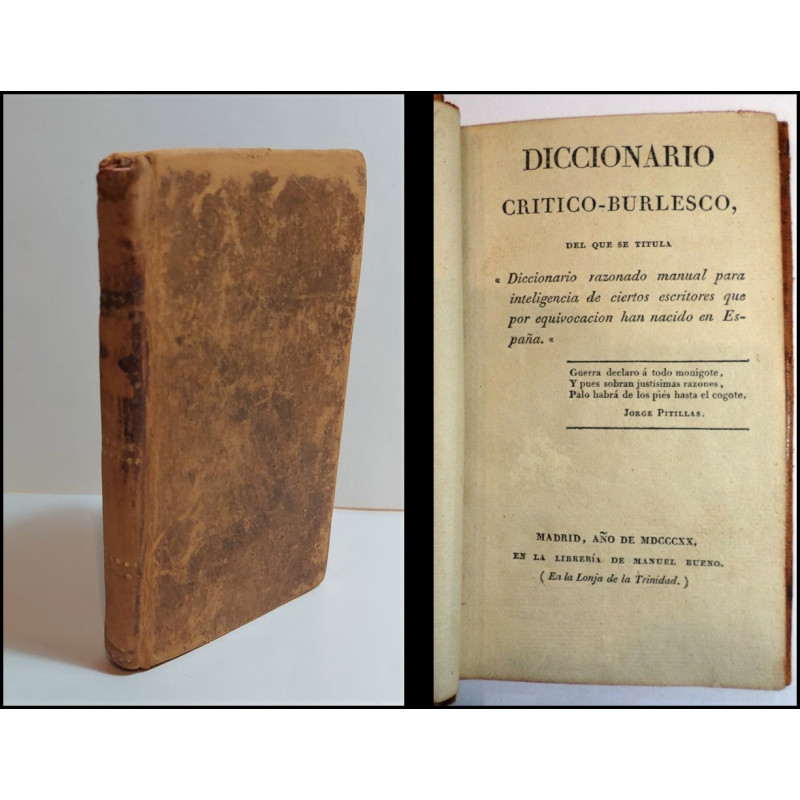 DICCIONARIO
CRITICO-BURLESCO,
DEL QUE SE TITULA
« Diccionario razonado manual para
inteligencia de ciertos escritores que
por equivocacion han nacido en Es-
paña. «
Guerra declaro á todo monigote,
Y pues sobran justísimas razones,
Palo habrá de los piés hasta el cogote.
JORGE PITILLAS.
MADRID, AÑO DE MDCCCXX,
EN LA LIBRERÍA DE MANUEL BUENO.
( En la Lonja de la Trinidad. )